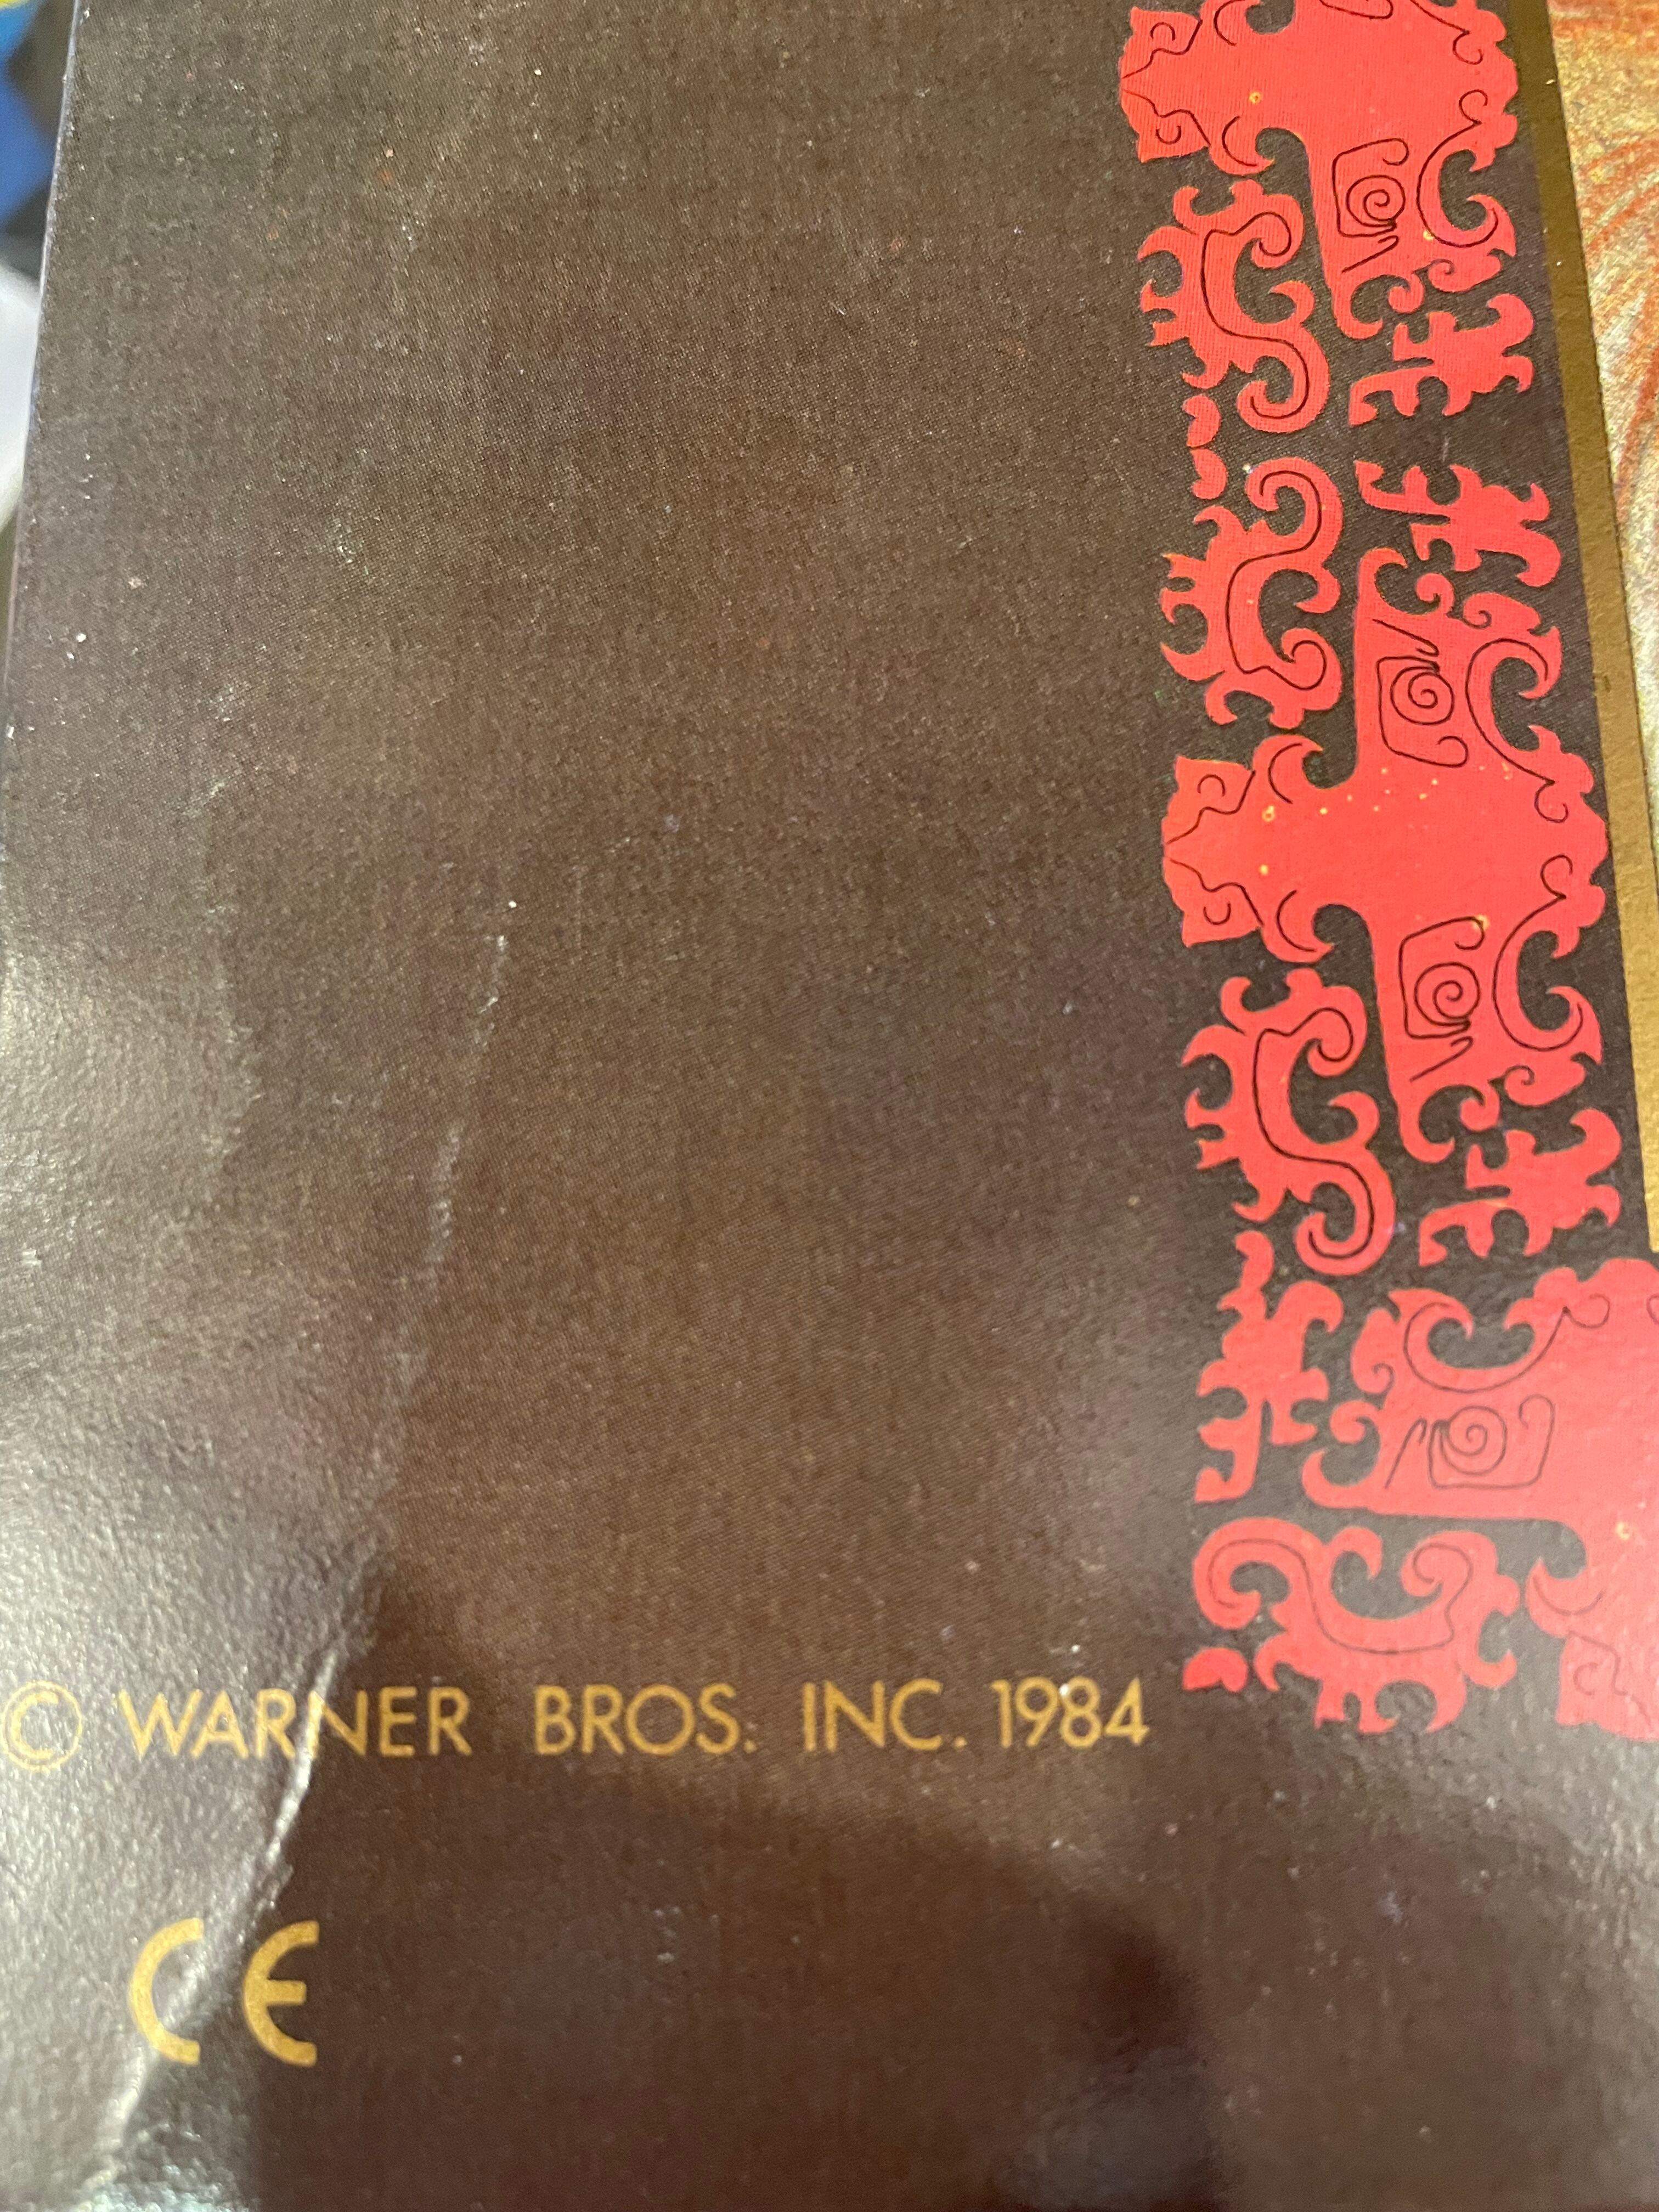 © WARNER BROS. INC. 1984
CE